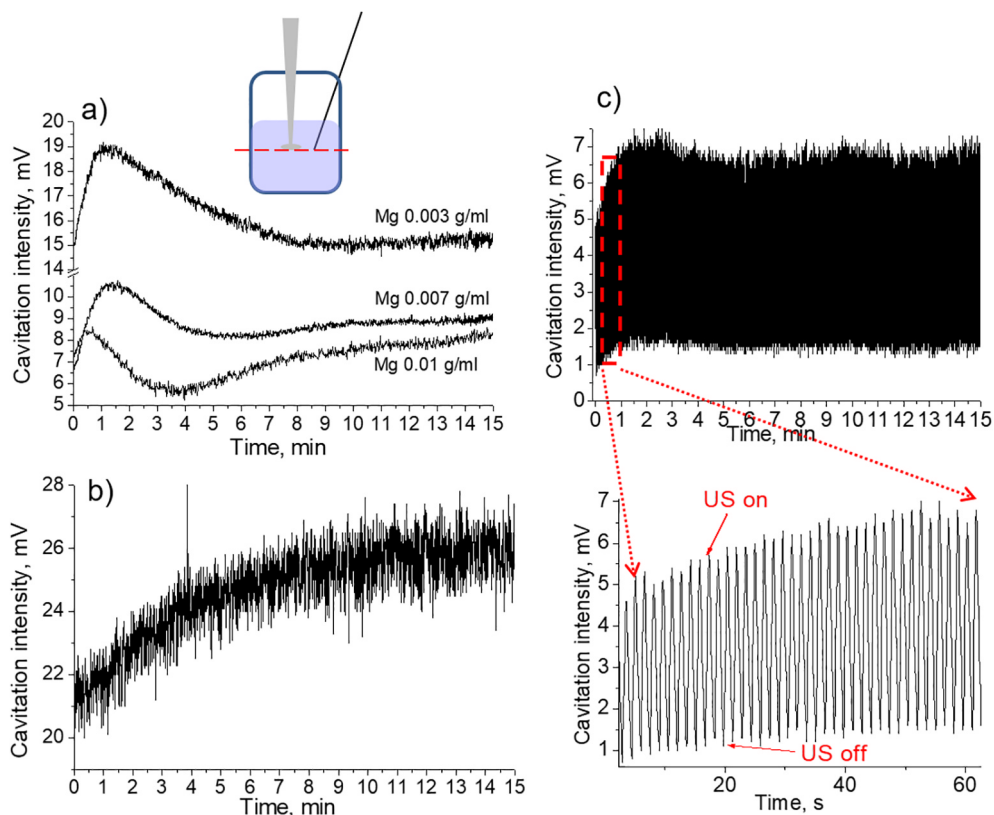 a)
20
19
18
17
16
15
14
10
9
8
7
6
5
Cavitation intensity, mV
Mg 0.003 g/ml
Mg 0.007 g/ml
Mg 0.01 g/ml
0 1 2 3 4 5 6 7 8 9 10 11 12 13 14 15
Time, min
b)
28
26
24
22
20
Cavitation intensity, mV
0 1 2 3 4 5 6 7 8 9 10 11 12 13 14 15
Time, min
c)
7
6
5
4
3
2
1
0
Cavitation intensity, mV
0 1 2 3 4 5 6 7 8 9 10 11 12 13 14 15
Time, min
7
6
5
4
3
2
1
Cavitation intensity, mV
US on
US off
20 40 60
Time, s